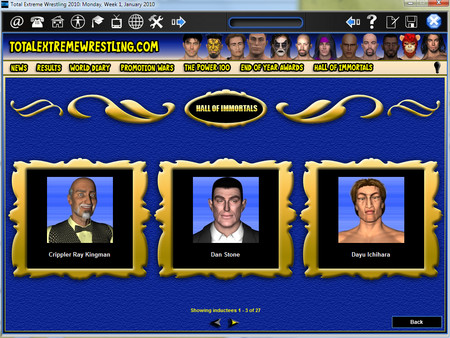 Total Extreme Wrestling 2010: Monday, Week 1, January 2010
TOTALEXTREMEWRESTLING.COM
NEWS RESULTS WORLD DIARY PROMOTION WARS THE POWER 100 END OF YEAR AWARDS HALL OF IMMORTALS
HALL OF IMMORTALS
Crippler Ray Kingman Dan Stone Dayu Ichihara
Showing inductees 1 - 3 of 27
Back